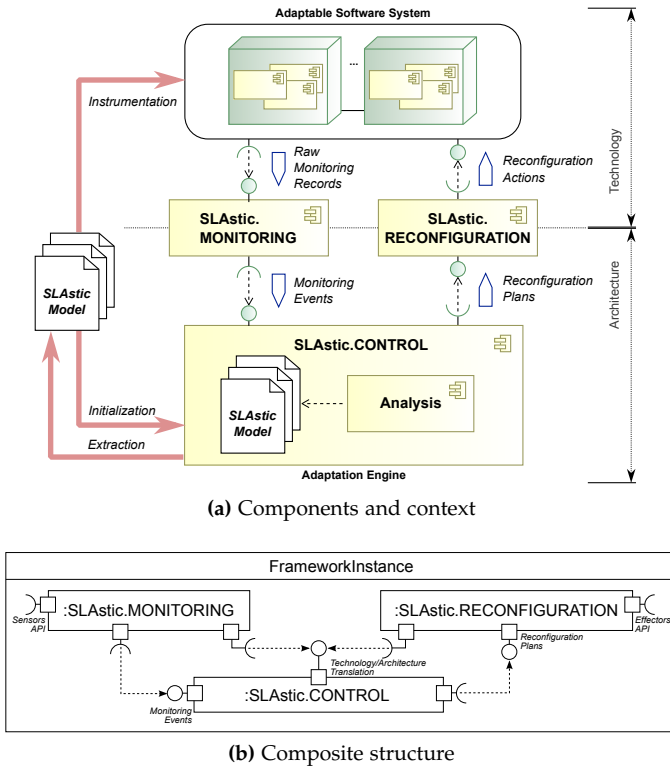 Adaptable Software System
...
Instrumentation
Raw
Monitoring
Records
Reconfiguration
Actions
Technology
SLAstic.
MONITORING
SLAstic.
RECONFIGURATION
SLAstic
Model
Monitoring
Events
Reconfiguration
Plans
Architecture
SLAstic.CONTROL
SLAstic
Model
Analysis
Initialization
Extraction
Adaptation Engine
(a) Components and context
FrameworkInstance
:SLAstic.MONITORING
:SLAstic.RECONFIGURATION
Sensors
API
Effectors
API
Reconfiguration
Plans
Technology/Architecture
Translation
:SLAstic.CONTROL
Monitoring
Events
(b) Composite structure